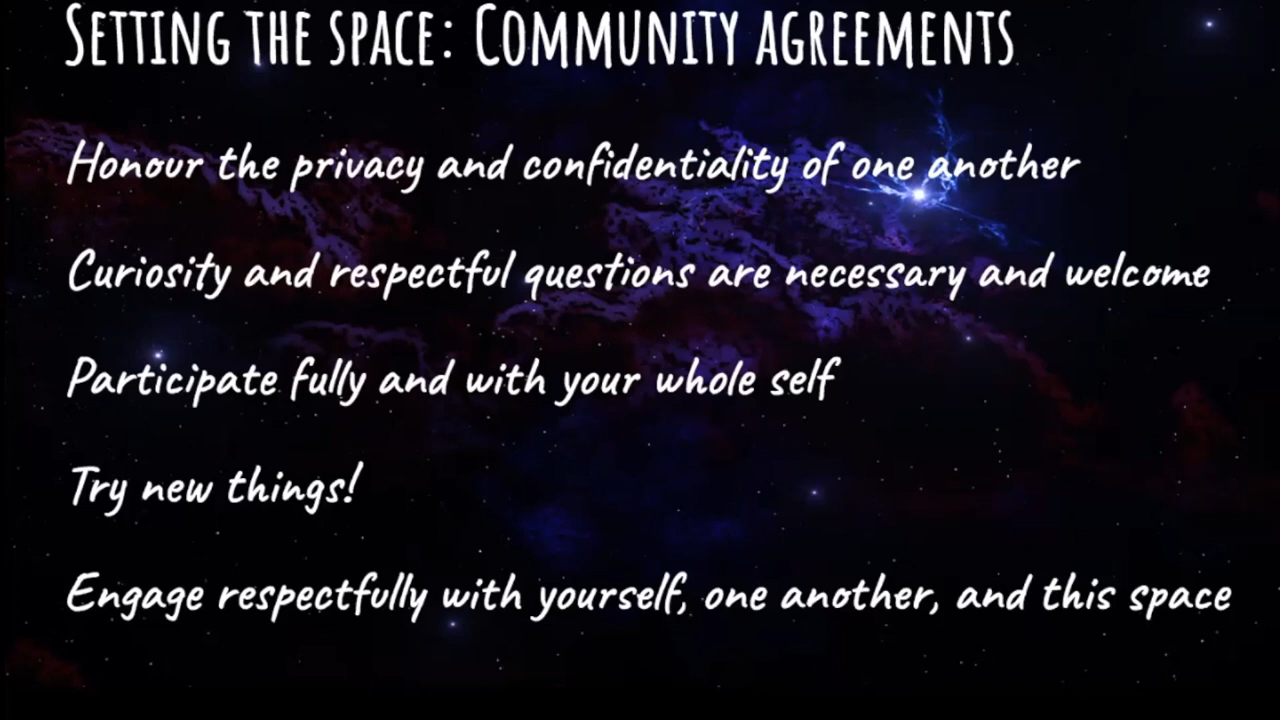 Setting the space: Community agreements
Honour the privacy and confidentiality of one another
Curiosity and respectful questions are necessary and welcome
Participate fully and with your whole self
Try new things!
Engage respectfully with yourself, one another, and this space